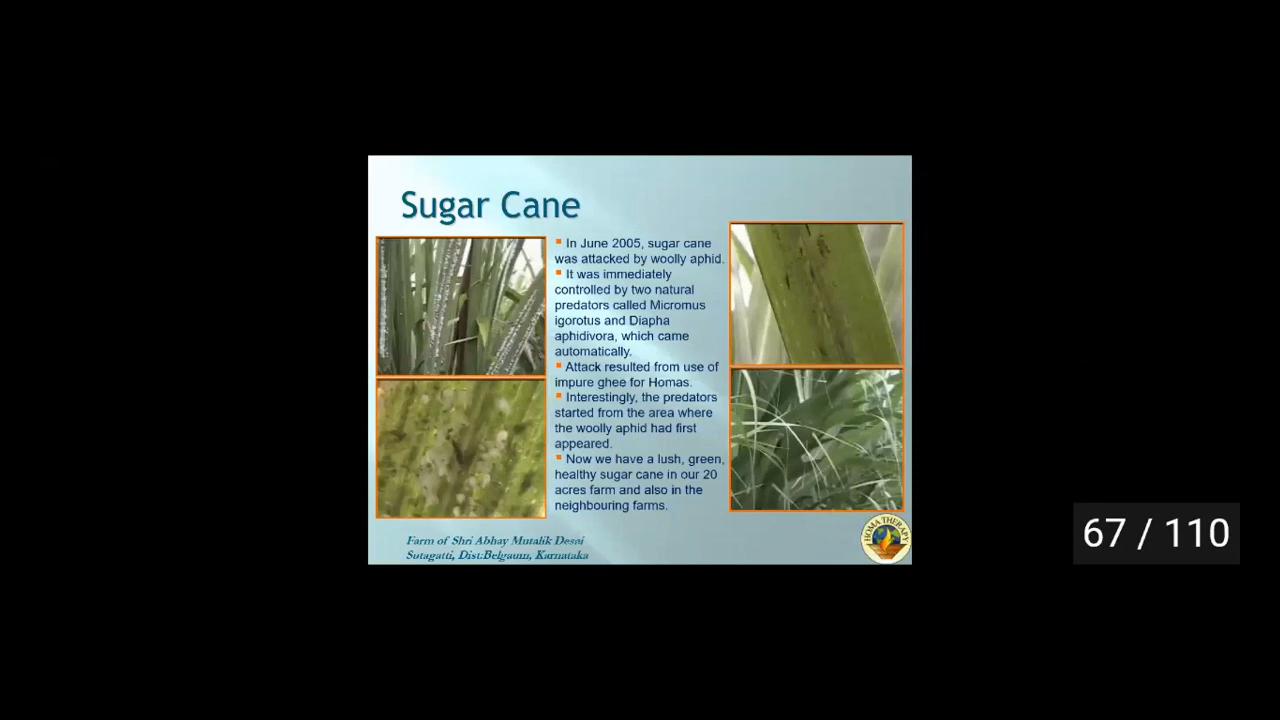 Sugar Cane
In June 2005, sugar cane
was attacked by woolly aphid.
It was immediately
controlled by two natural
predators called Micromus
igorotus and Diapha
aphidivora, which came
automatically.
Attack resulted from use of
impure ghee for Homas.
Interestingly, the predators
started from the area where
the woolly aphid had first
appeared.
Now we have a lush, green,
healthy sugar cane in our 20
acres farm and also in the
neighbouring farms.
Farm of Shri Abhay Mutalik Desai
Sutagatti, Dist:Belgaum, Karnataka
HOMA THERAPY
67 / 110